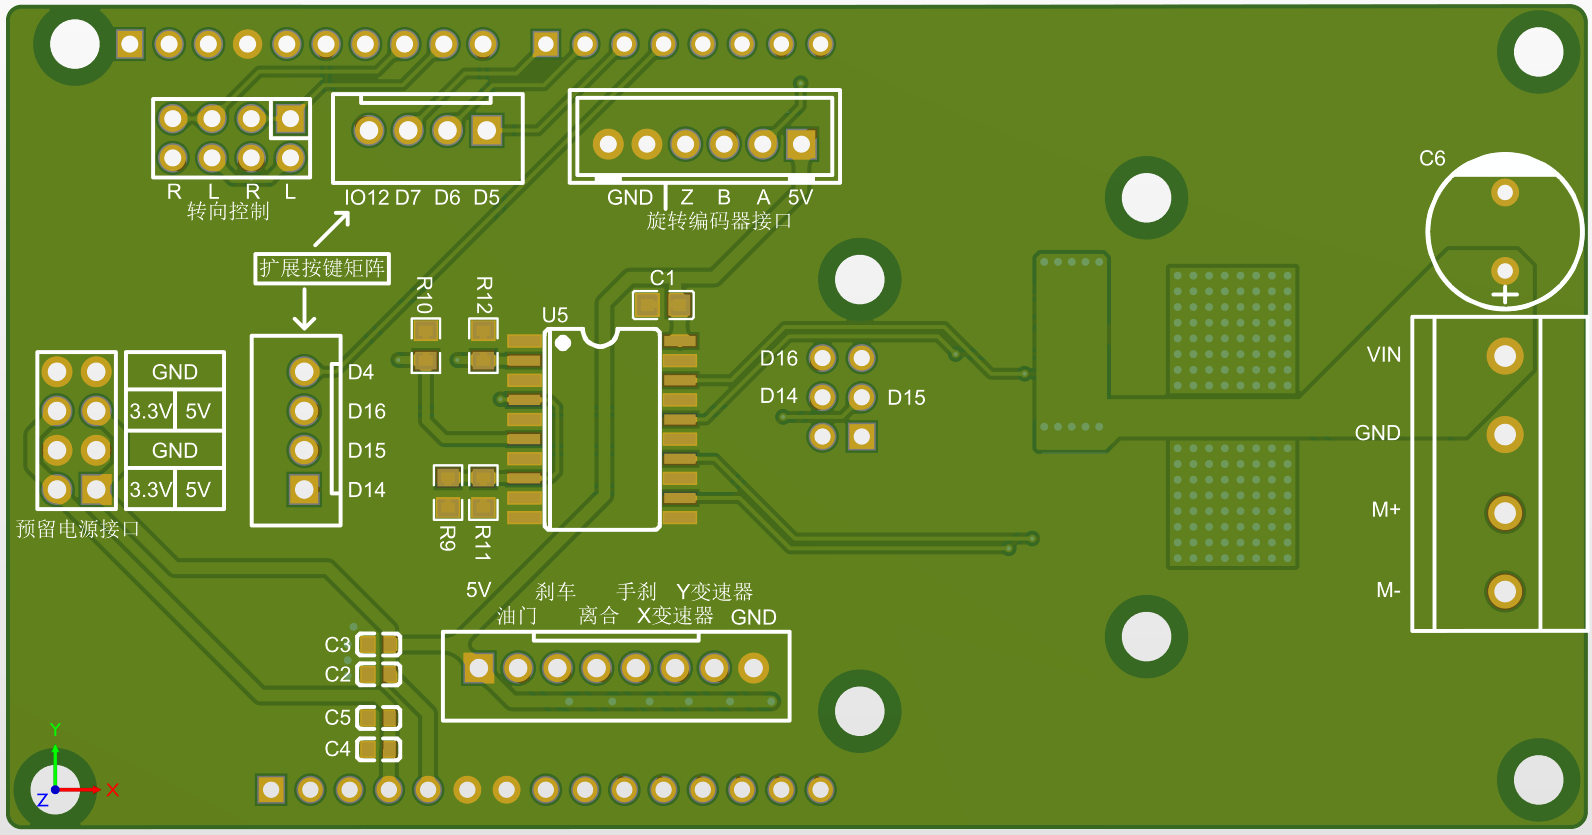 R L R L
转向控制
IO12 D7 D6 D5
GND Z B A 5V
旋转编码器接口
扩展按键矩阵
R10
R12
C1
U5
C6
VIN
GND
M+
M-
D16
D14
D15
D4
D16
D15
D14
GND
3.3V 5V
GND
3.3V 5V
预留电源接口
R9
R11
5V 刹车 手刹 Y变速器
油门 离合 X变速器 GND
C3
C2
C5
C4
Y
Z
X